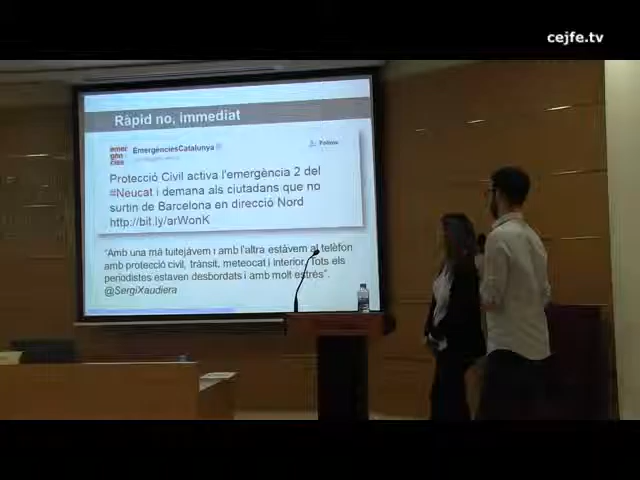 cejfe.tv
Ràpid no, immediat
emergències
EmergènciesCatalunya
Follow
Protecció Civil activa l'emergència 2 del
#Neucat i demana als ciutadans que no
surtin de Barcelona en direcció Nord
http://bit.ly/arWonK
"Amb una mà tuitejàvem i amb l'altra estàvem al telèfon
amb protecció civil, trànsit, meteocat i interior. Tots els
periodistes estaven desbordats i amb molt estrès".
@SergiXaudiera